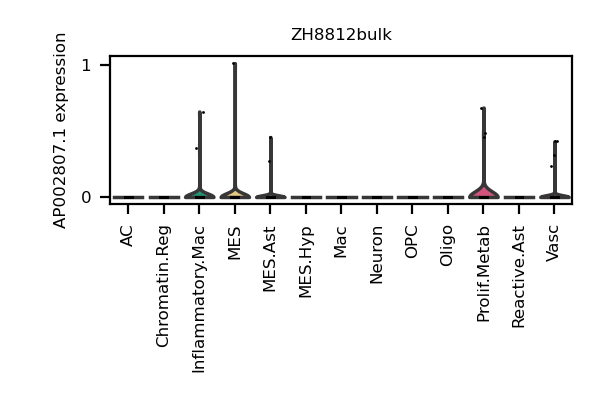 ZH8812bulk
AP002807.1 expression
1
0
AC
Chromatin.Reg
Inflammatory.Mac
MES
MES.Ast
MES.Hyp
Mac
Neuron
OPC
Oligo
Prolif.Metab
Reactive.Ast
Vasc